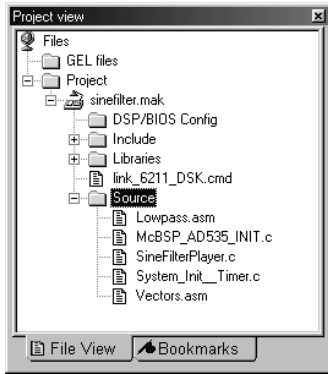 Project view
Files
GEL files
Project
sinefilter.mak
DSP/BIOS Config
Include
Libraries
link_6211_DSK.cmd
Source
Lowpass.asm
McBSP_AD535_INIT.c
SineFilterPlayer.c
System_Init__Timer.c
Vectors.asm
File View
Bookmarks